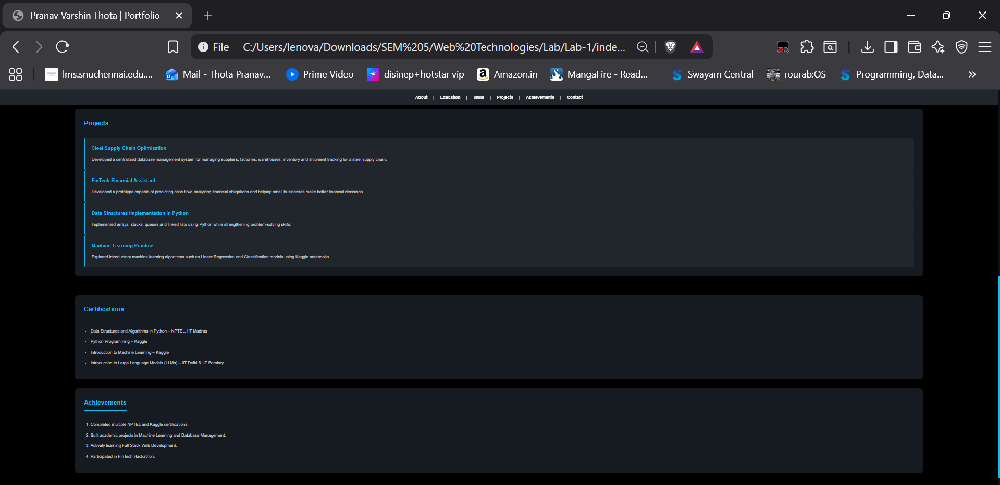 Pranav Varshin Thota | Portfolio
File C:/Users/lenova/Downloads/SEM%205/Web%20Technologies/Lab/Lab-1/inde...
lms.snuchennai.edu.... Mail - Thota Pranav... Prime Video disinep+hotstar vip Amazon.in MangaFire - Read... Swayam Central rourab:OS Programming, Data... »
About | Education | Skills | Projects | Achievements | Contact
Projects
Steel Supply Chain Optimization
Developed a centralized database management system for managing suppliers, factories, warehouses, inventory and shipment tracking for a steel supply chain.
FinTech Financial Assistant
Developed a prototype capable of predicting cash flow, analyzing financial obligations and helping small businesses make better financial decisions.
Data Structures Implementation in Python
Implemented arrays, stacks, queues and linked lists using Python while strengthening problem-solving skills.
Machine Learning Practice
Explored introductory machine learning algorithms such as Linear Regression and Classification models using Kaggle notebooks.
Certifications
• Data Structures and Algorithms in Python – NPTEL, IIT Madras
• Python Programming – Kaggle
• Introduction to Machine Learning – Kaggle
• Introduction to Large Language Models (LLMs) – IIT Delhi & IIT Bombay
Achievements
1. Completed multiple NPTEL and Kaggle certifications.
2. Built academic projects in Machine Learning and Database Management.
3. Actively learning Full Stack Web Development.
4. Participated in FinTech Hackathon.